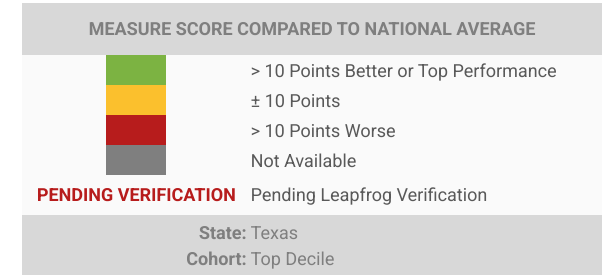 MEASURE SCORE COMPARED TO NATIONAL AVERAGE
> 10 Points Better or Top Performance
± 10 Points
> 10 Points Worse
Not Available
PENDING VERIFICATION Pending Leapfrog Verification
State: Texas
Cohort: Top Decile